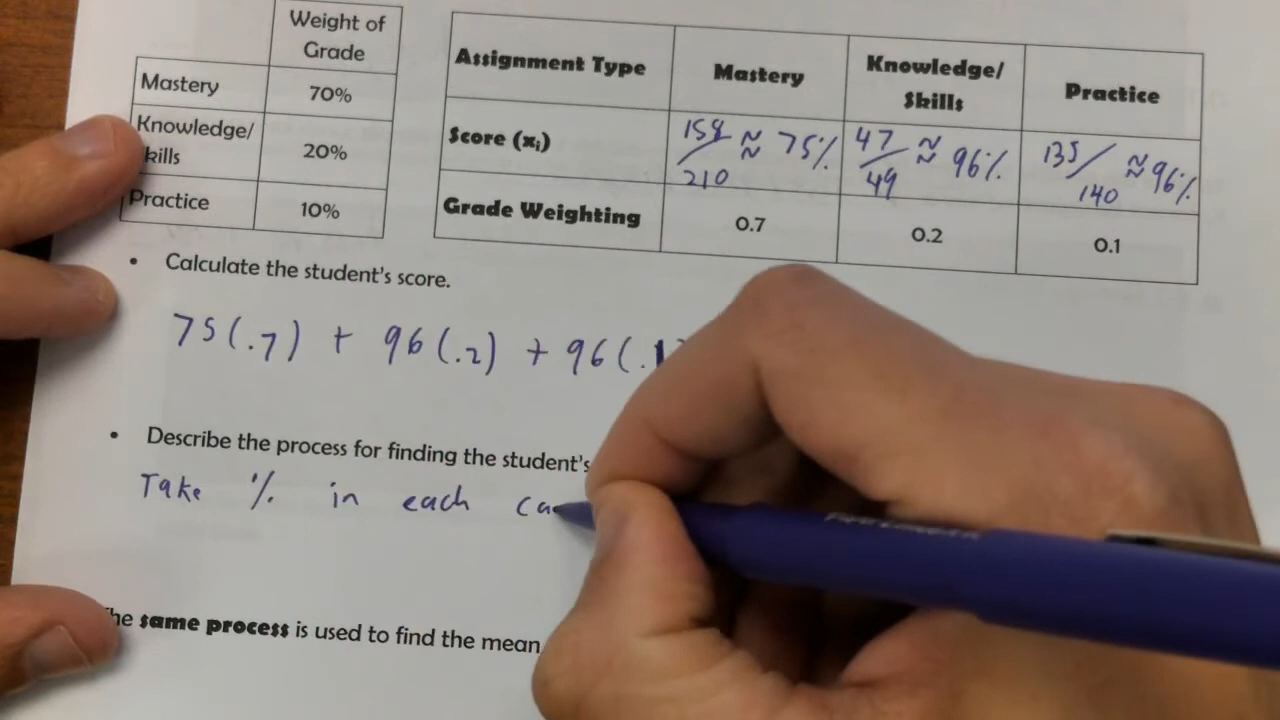 Weight of
Grade
Mastery 70%
Knowledge/
kills 20%
Practice 10%
Assignment Type Mastery Knowledge/
Skills Practice
Score (xᵢ) 158/210 ≈ 75% 47/49 ≈ 96% 135/140 ≈ 96%
Grade Weighting 0.7 0.2 0.1
• Calculate the student's score.
75(.7) + 96(.2) + 96(.1
• Describe the process for finding the student's
Take % in each ca
he same process is used to find the mean